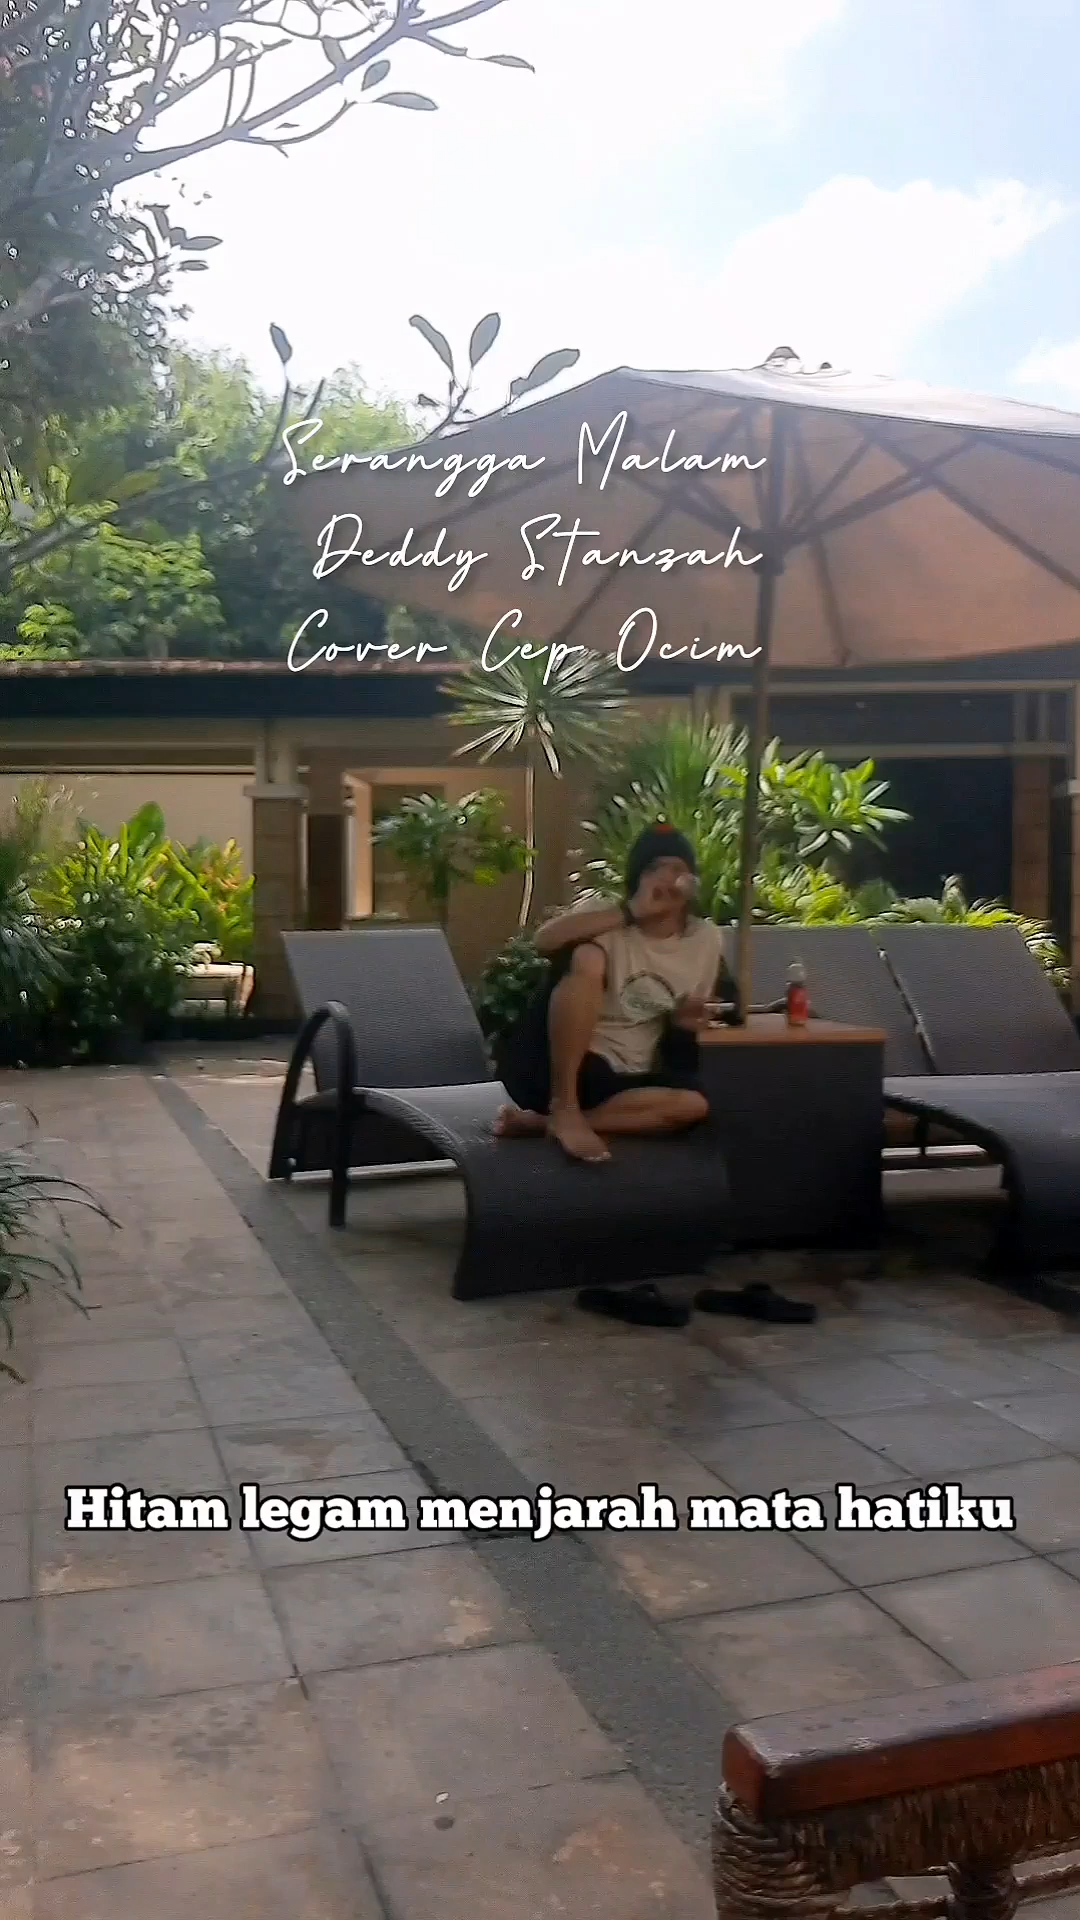 Serangga Malam
Deddy Stanzah
Cover Cep Ocim
Hitam legam menjarah mata hatiku